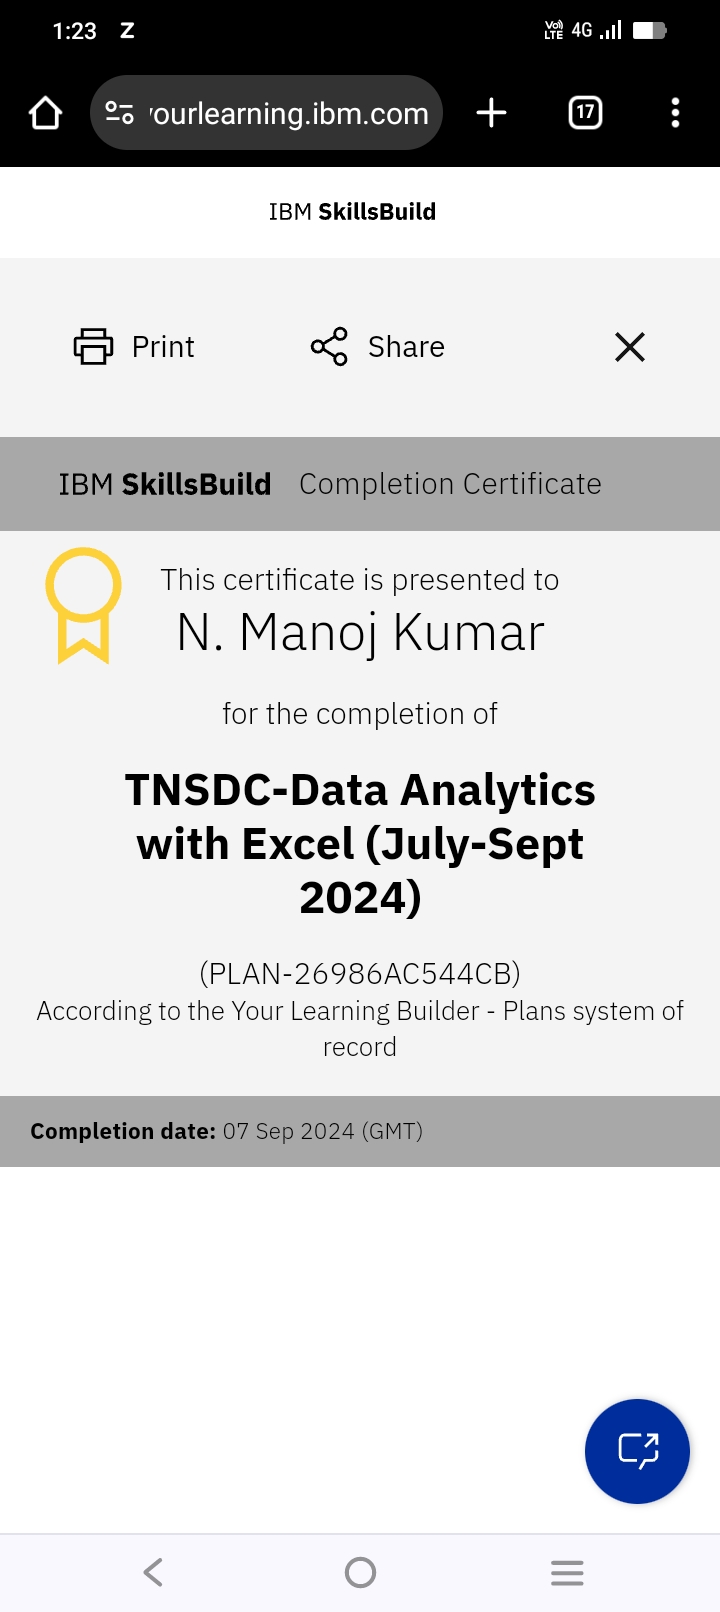 1:23 Z Vo) LTE 4G
yourlearning.ibm.com 17
IBM SkillsBuild
Print Share
IBM SkillsBuild Completion Certificate
This certificate is presented to
N. Manoj Kumar
for the completion of
TNSDC-Data Analytics
with Excel (July-Sept
2024)
(PLAN-26986AC544CB)
According to the Your Learning Builder - Plans system of
record
Completion date: 07 Sep 2024 (GMT)